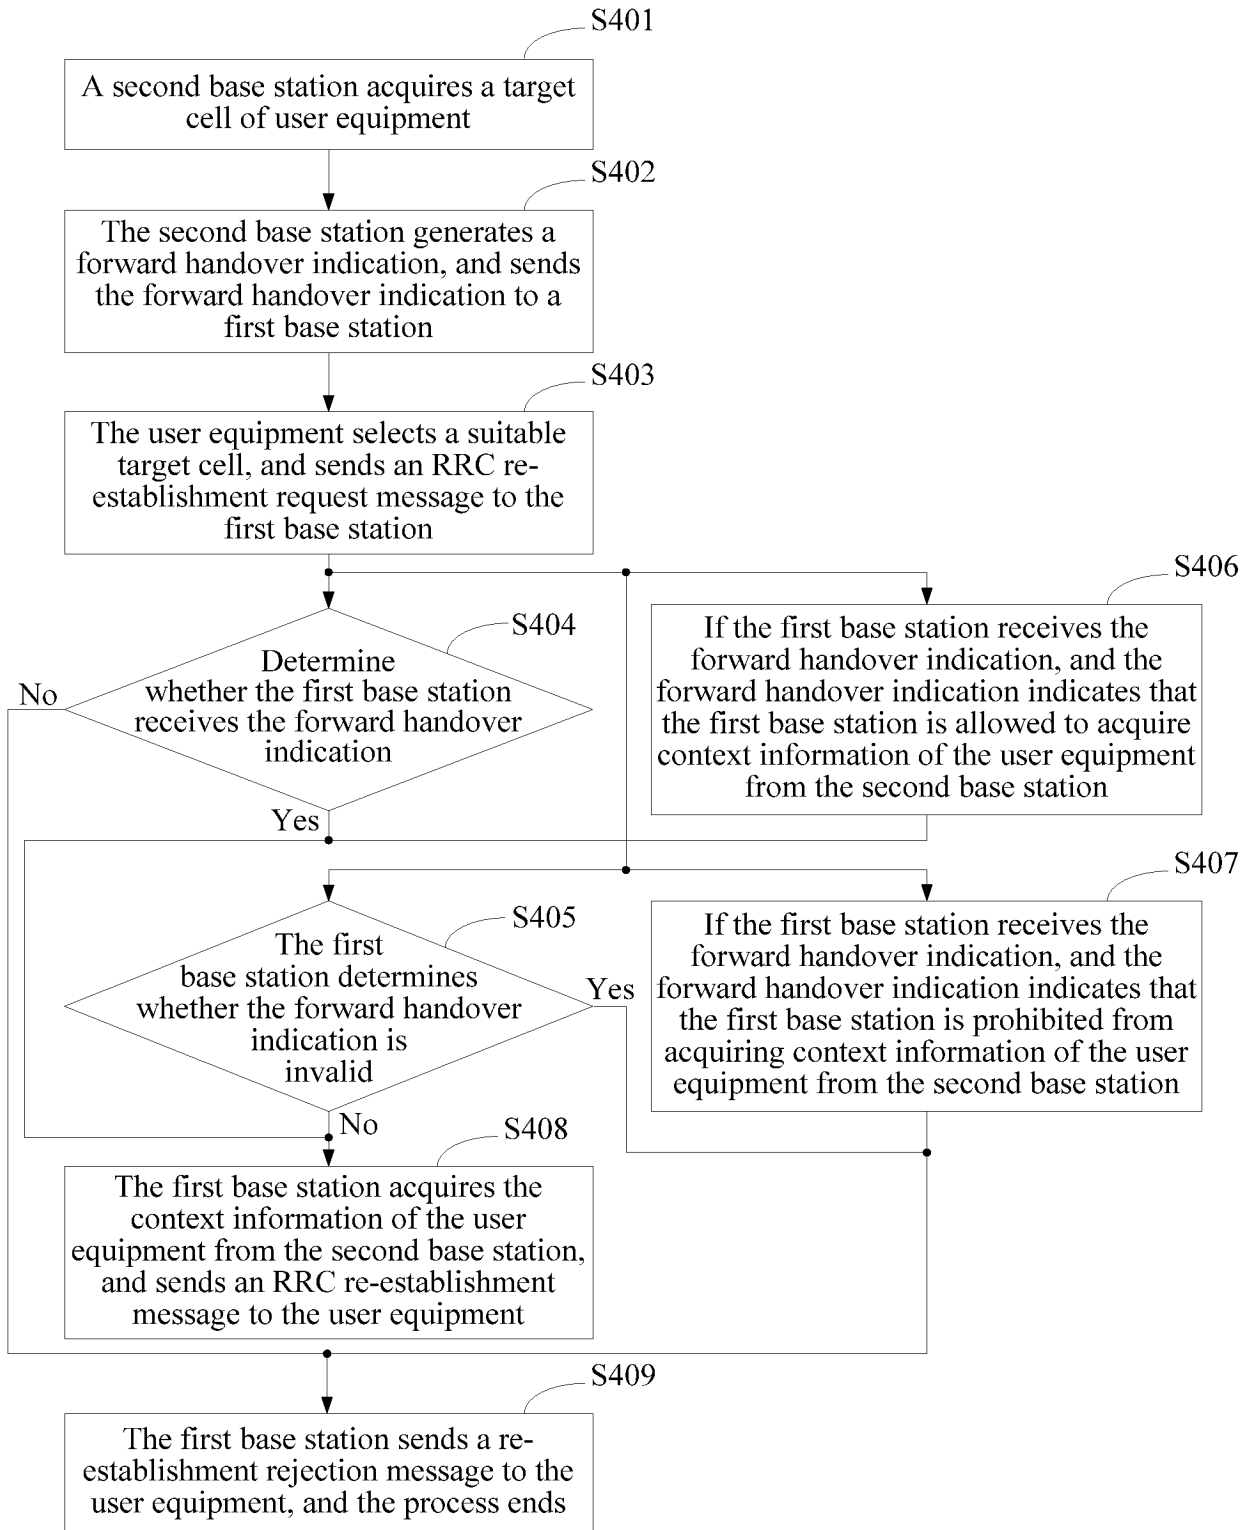 S401
A second base station acquires a target
cell of user equipment
S402
The second base station generates a
forward handover indication, and sends
the forward handover indication to a
first base station
S403
The user equipment selects a suitable
target cell, and sends an RRC re-
establishment request message to the
first base station
S404
Determine
whether the first base station
receives the forward handover
indication
No
Yes
S406
If the first base station receives the
forward handover indication, and the
forward handover indication indicates that
the first base station is allowed to acquire
context information of the user equipment
from the second base station
S405
The first
base station determines
whether the forward handover
indication is
invalid
Yes
No
S407
If the first base station receives the
forward handover indication, and the
forward handover indication indicates that
the first base station is prohibited from
acquiring context information of the user
equipment from the second base station
S408
The first base station acquires the
context information of the user
equipment from the second base station,
and sends an RRC re-establishment
message to the user equipment
S409
The first base station sends a re-
establishment rejection message to the
user equipment, and the process ends